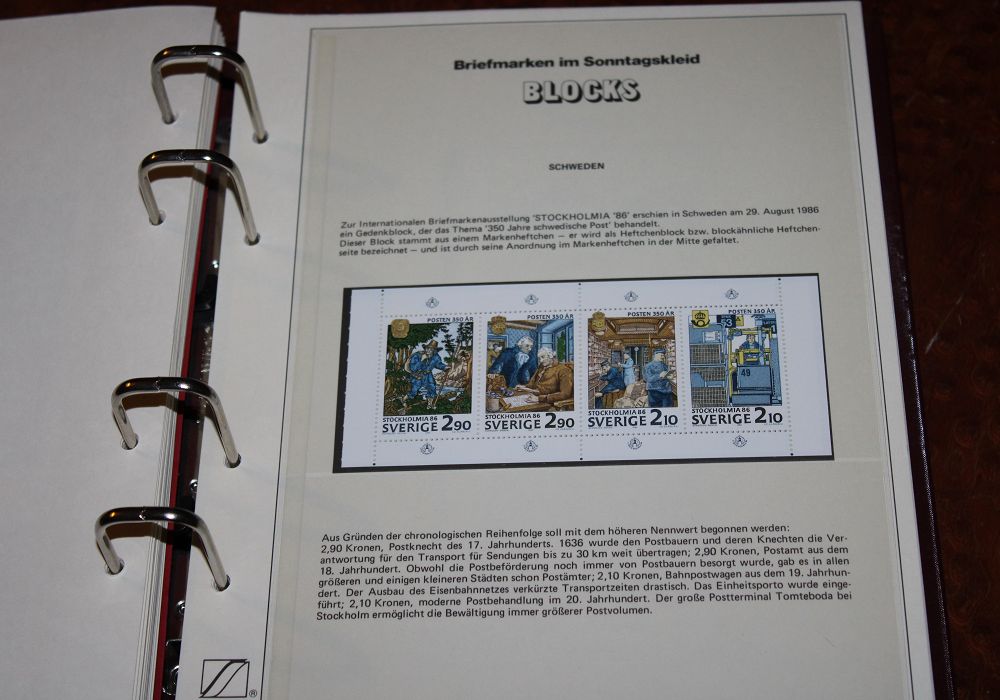 Briefmarken im Sonntagskleid
BLOCKS
SCHWEDEN
Zur Internationalen Briefmarkenausstellung 'STOCKHOLMIA '86' erschien in Schweden am 29. August 1986
ein Gedenkblock, der das Thema '350 Jahre schwedische Post' behandelt.
Dieser Block stammt aus einem Markenheftchen – er wird als Heftchenblock bzw. blockähnliche Heftchen-
seite bezeichnet – und ist durch seine Anordnung im Markenheftchen in der Mitte gefaltet.
POSTEN 350 ÅR
STOCKHOLMIA 86
SVERIGE 2.90
POSTEN 350 ÅR
STOCKHOLMIA 86
SVERIGE 2.90
POSTEN 350 ÅR
STOCKHOLMIA 86
SVERIGE 2.10
POSTEN 350 ÅR
49
STOCKHOLMIA 86
SVERIGE 2.10
Aus Gründen der chronologischen Reihenfolge soll mit dem höheren Nennwert begonnen werden:
2,90 Kronen, Postknecht des 17. Jahrhunderts. 1636 wurde den Postbauern und deren Knechten die Ver-
antwortung für den Transport für Sendungen bis zu 30 km weit übertragen; 2,90 Kronen, Postamt aus dem
18. Jahrhundert. Obwohl die Postbeförderung noch immer von Postbauern besorgt wurde, gab es in allen
größeren und einigen kleineren Städten schon Postämter; 2,10 Kronen, Bahnpostwagen aus dem 19. Jahrhun-
dert. Der Ausbau des Eisenbahnnetzes verkürzte Transportzeiten drastisch. Das Einheitsporto wurde einge-
führt; 2,10 Kronen, moderne Postbehandlung im 20. Jahrhundert. Der große Postterminal Tomteboda bei
Stockholm ermöglicht die Bewältigung immer größerer Postvolumen.
®